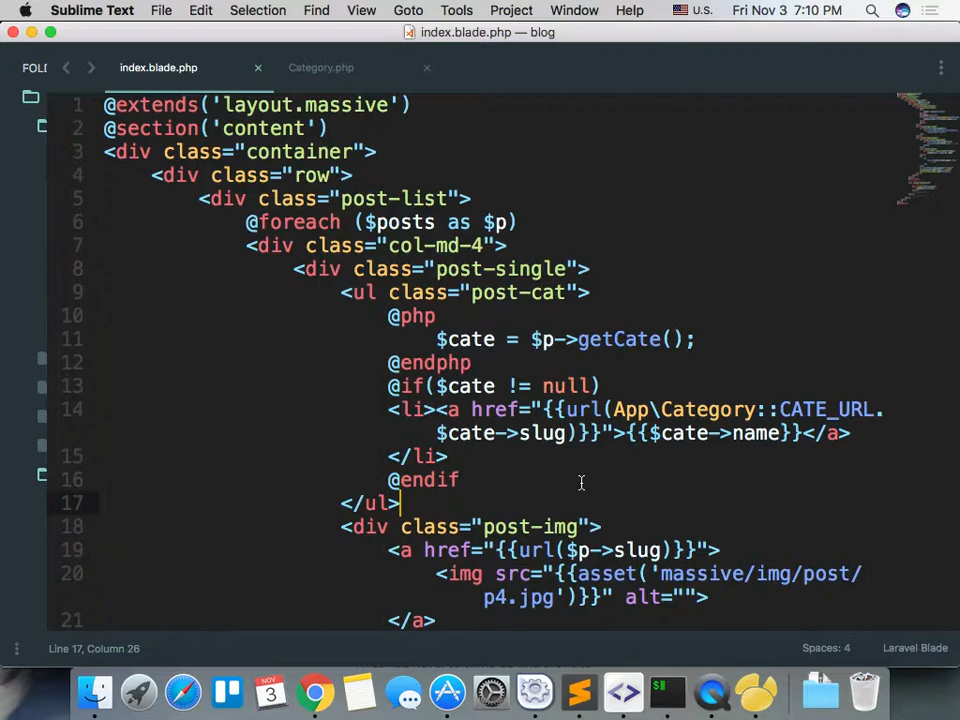 Sublime Text File Edit Selection Find View Goto Tools Project Window Help U.S. Fri Nov 3 7:10 PM
index.blade.php — blog
FOL
index.blade.php × Category.php ×
1 @extends('layout.massive')
2 @section('content')
3 <div class="container">
4 <div class="row">
5 <div class="post-list">
6 @foreach ($posts as $p)
7 <div class="col-md-4">
8 <div class="post-single">
9 <ul class="post-cat">
10 @php
11 $cate = $p->getCate();
12 @endphp
13 @if($cate != null)
14 <li><a href="{{url(App\Category::CATE_URL.
$cate->slug)}}">{{$cate->name}}</a>
15 </li>
16 @endif
17 </ul>
18 <div class="post-img">
19 <a href="{{url($p->slug)}}">
20 <img src="{{asset('massive/img/post/
p4.jpg')}}" alt="">
21 </a>
Line 17, Column 26 Spaces: 4 Laravel Blade
NOV
3
$